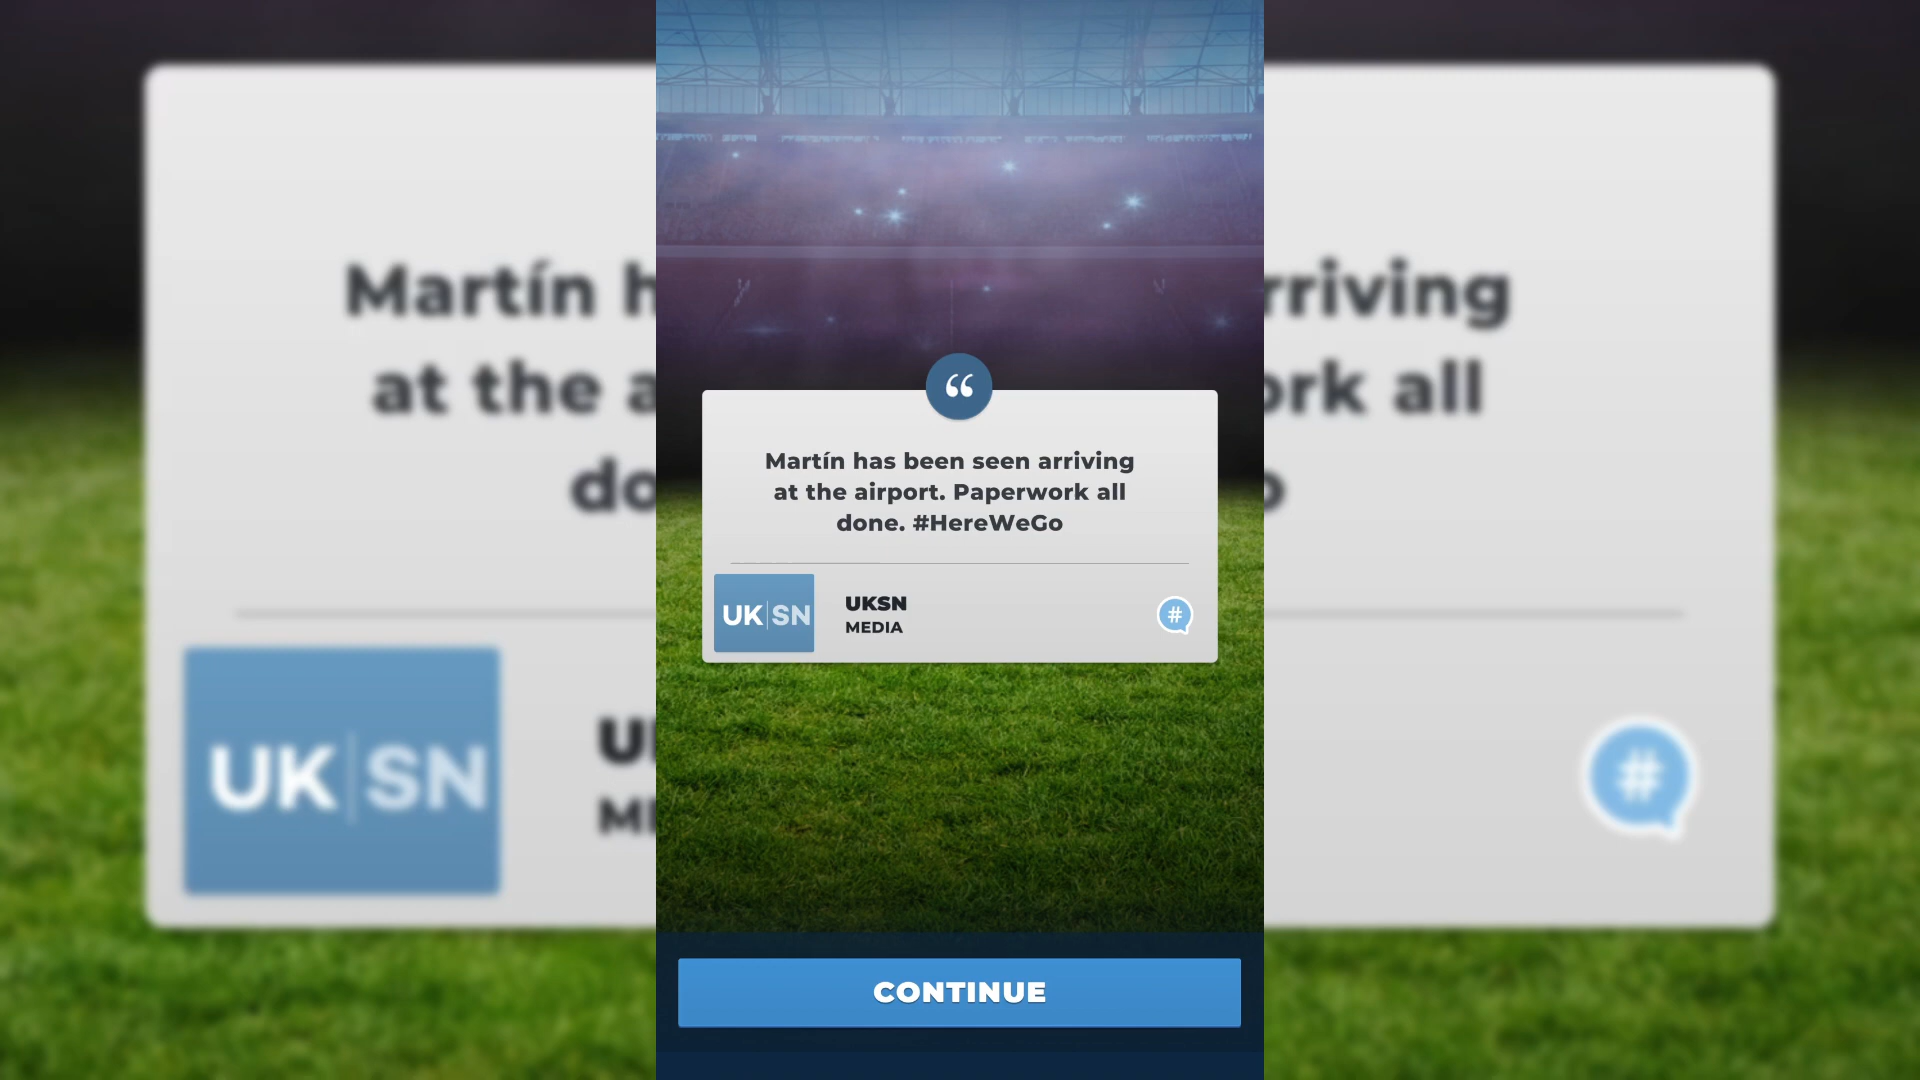 “
Martín has been seen arriving
at the airport. Paperwork all
done. #HereWeGo
UK|SN
UKSN
MEDIA
#
CONTINUE